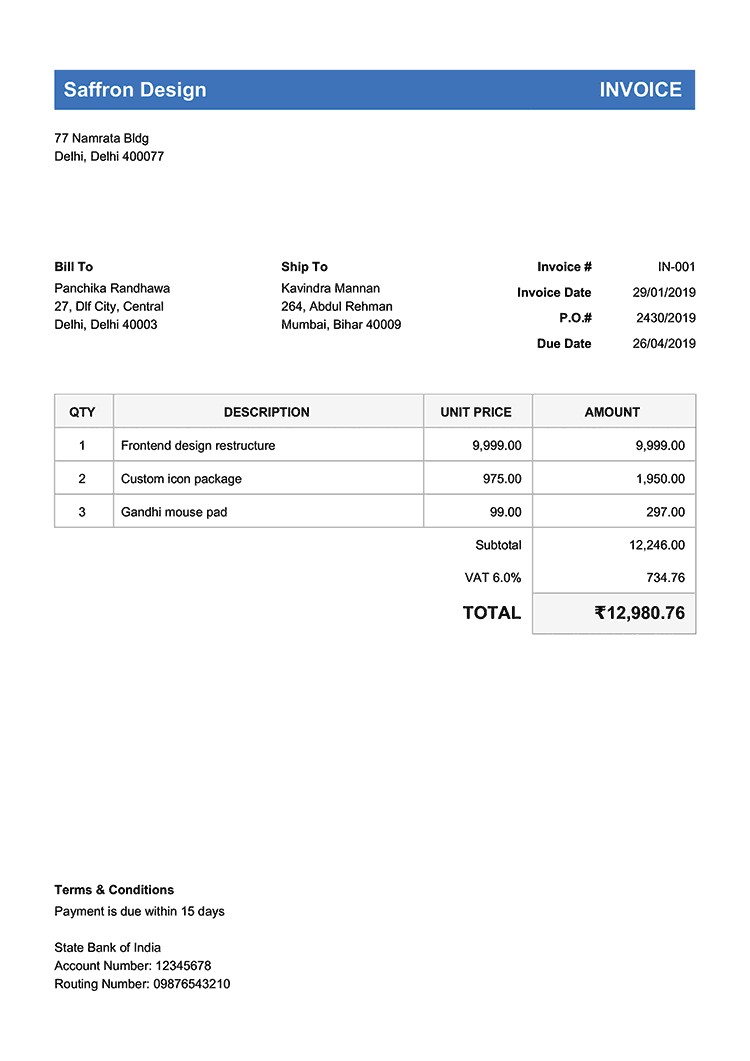 Saffron Design INVOICE
77 Namrata Bldg
Delhi, Delhi 400077
Bill To
Panchika Randhawa
27, Dlf City, Central
Delhi, Delhi 40003
Ship To
Kavindra Mannan
264, Abdul Rehman
Mumbai, Bihar 40009
Invoice # IN-001
Invoice Date 29/01/2019
P.O.# 2430/2019
Due Date 26/04/2019
QTY DESCRIPTION UNIT PRICE AMOUNT
1 Frontend design restructure 9,999.00 9,999.00
2 Custom icon package 975.00 1,950.00
3 Gandhi mouse pad 99.00 297.00
Subtotal 12,246.00
VAT 6.0% 734.76
TOTAL ₹12,980.76
Terms & Conditions
Payment is due within 15 days
State Bank of India
Account Number: 12345678
Routing Number: 09876543210